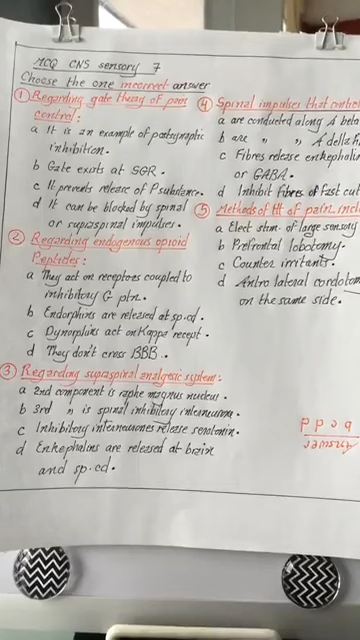 MCQ CNS sensory 7
Choose the one incorrect answer
① Regarding gate theory of pain
control:
a It is an example of postsynaptic
inhibition.
b Gate exists at SGR.
c It prevents release of P substance.
d It can be blocked by spinal
or supraspinal impulses.
② Regarding endogenous opioid
Peptides:
a They act on receptors coupled to
inhibitory G ptn.
b Endorphins are released at sp.cd.
c Dynorphins act on Kappa recept.
d They don't cross BBB.
③ Regarding supraspinal analgesic system:
a 2nd component is raphe magnus nucleus.
b 3rd " is spinal inhibitory interneurons.
c Inhibitory interneurones release serotonin.
d Enkephalins are released at brain
and sp.cd.
④ Spinal impulses that control
a are conducted along A beta
b are " " A delta
c Fibres release enkephalin
or GABA.
d Inhibit fibres of fast cut
⑤ Methods of ttt of pain incl
a Elect stim. of large sensory
b Prefrontal lobotomy.
c Counter irritants.
d Antro lateral cordotom
on the same side.